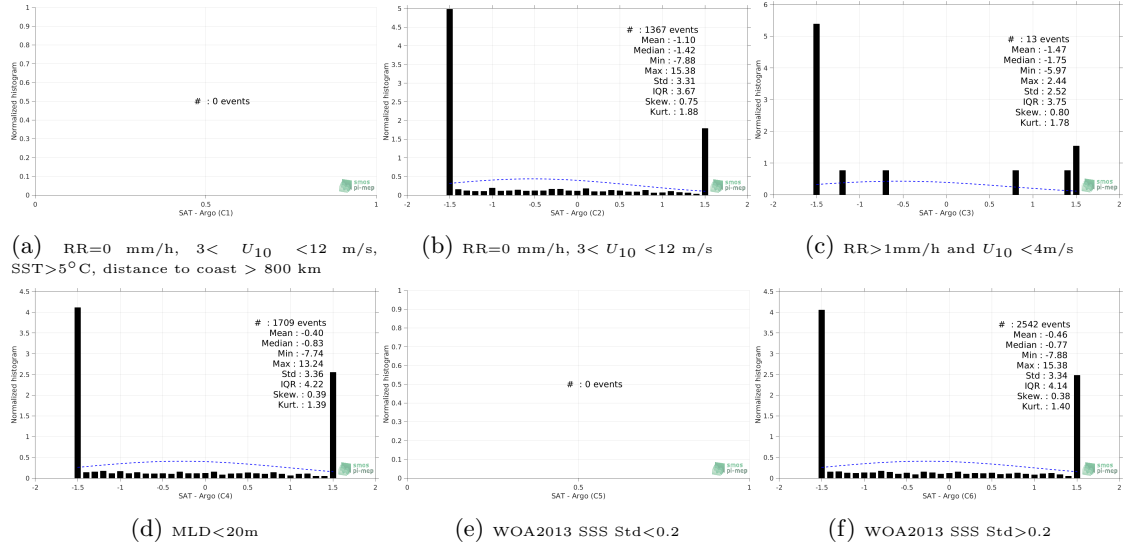 1
0.9
0.8
0.7
0.6
0.5
0.4
0.3
0.2
0.1
0
Normalized histogram
# : 0 events
0 0.5 1
SAT - Argo (C1)
smos
pi-mep
(a) RR=0 mm/h, 3< U10 <12 m/s,
SST>5°C, distance to coast > 800 km
5
4.5
4
3.5
3
2.5
2
1.5
1
0.5
0
Normalized histogram
# : 1367 events
Mean : -1.10
Median : -1.42
Min : -7.88
Max : 15.38
Std : 3.31
IQR : 3.67
Skew. : 0.75
Kurt. : 1.88
-2 -1.5 -1 -0.5 0 0.5 1 1.5 2
SAT - Argo (C2)
smos
pi-mep
(b) RR=0 mm/h, 3< U10 <12 m/s
6
5
4
3
2
1
0
Normalized histogram
# : 13 events
Mean : -1.47
Median : -1.75
Min : -5.97
Max : 2.44
Std : 2.52
IQR : 3.75
Skew. : 0.80
Kurt. : 1.78
-2 -1.5 -1 -0.5 0 0.5 1 1.5 2
SAT - Argo (C3)
smos
pi-mep
(c) RR>1mm/h and U10 <4m/s
4.5
4
3.5
3
2.5
2
1.5
1
0.5
0
Normalized histogram
# : 1709 events
Mean : -0.40
Median : -0.83
Min : -7.74
Max : 13.24
Std : 3.36
IQR : 4.22
Skew. : 0.39
Kurt. : 1.39
-2 -1.5 -1 -0.5 0 0.5 1 1.5 2
SAT - Argo (C4)
smos
pi-mep
(d) MLD<20m
1
0.9
0.8
0.7
0.6
0.5
0.4
0.3
0.2
0.1
0
Normalized histogram
# : 0 events
0 0.5 1
SAT - Argo (C5)
smos
pi-mep
(e) WOA2013 SSS Std<0.2
4.5
4
3.5
3
2.5
2
1.5
1
0.5
0
Normalized histogram
# : 2542 events
Mean : -0.46
Median : -0.77
Min : -7.88
Max : 15.38
Std : 3.34
IQR : 4.14
Skew. : 0.38
Kurt. : 1.40
-2 -1.5 -1 -0.5 0 0.5 1 1.5 2
SAT - Argo (C6)
smos
pi-mep
(f) WOA2013 SSS Std>0.2